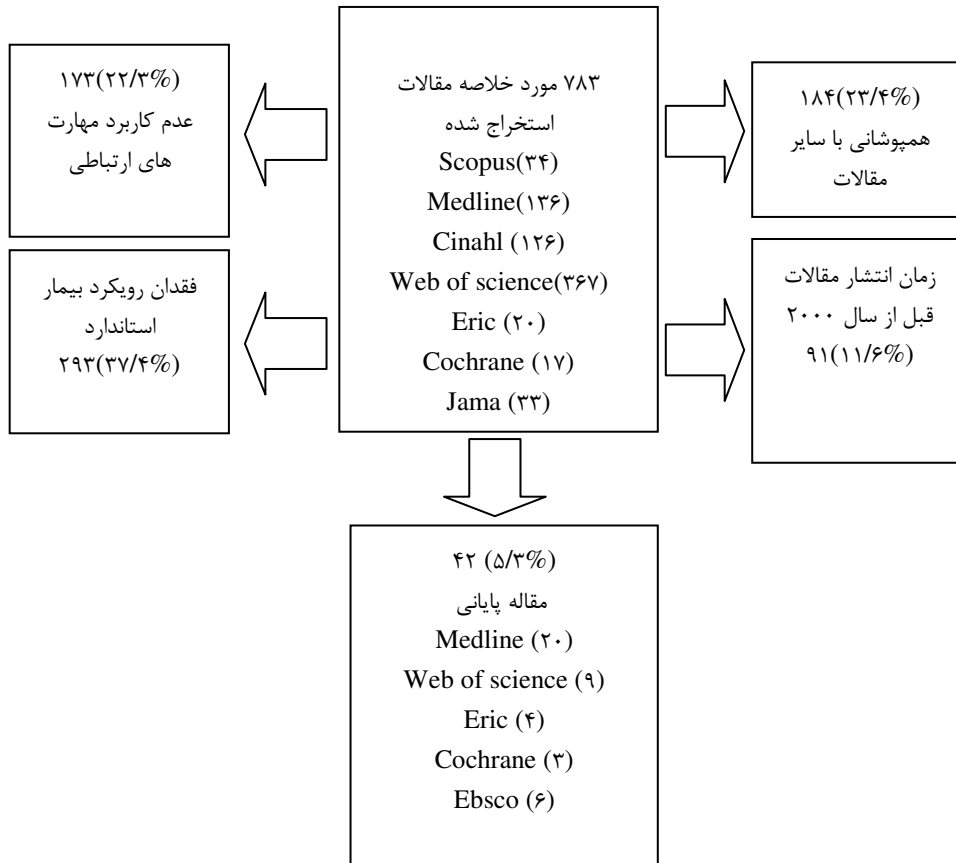 ۷۸۳ مورد خلاصه مقالات
استخراج شده
Scopus(۳۴)
Medline(۱۳۶)
Cinahl (۱۲۶)
Web of science(۳۶۷)
Eric (۲۰)
Cochrane (۱۷)
Jama (۳۳)
۱۸۴(۲۳/۴%)
همپوشانی با سایر
مقالات
زمان انتشار مقالات
قبل از سال ۲۰۰۰
۹۱(۱۱/۶%)
۱۷۳(۲۲/۳%)
عدم کاربرد مهارت
های ارتباطی
فقدان رویکرد بیمار
استاندارد
۲۹۳(۳۷/۴%)
۴۲ (۵/۳%)
مقاله پایانی
Medline (۲۰)
Web of science (۹)
Eric (۴)
Cochrane (۳)
Ebsco (۶)